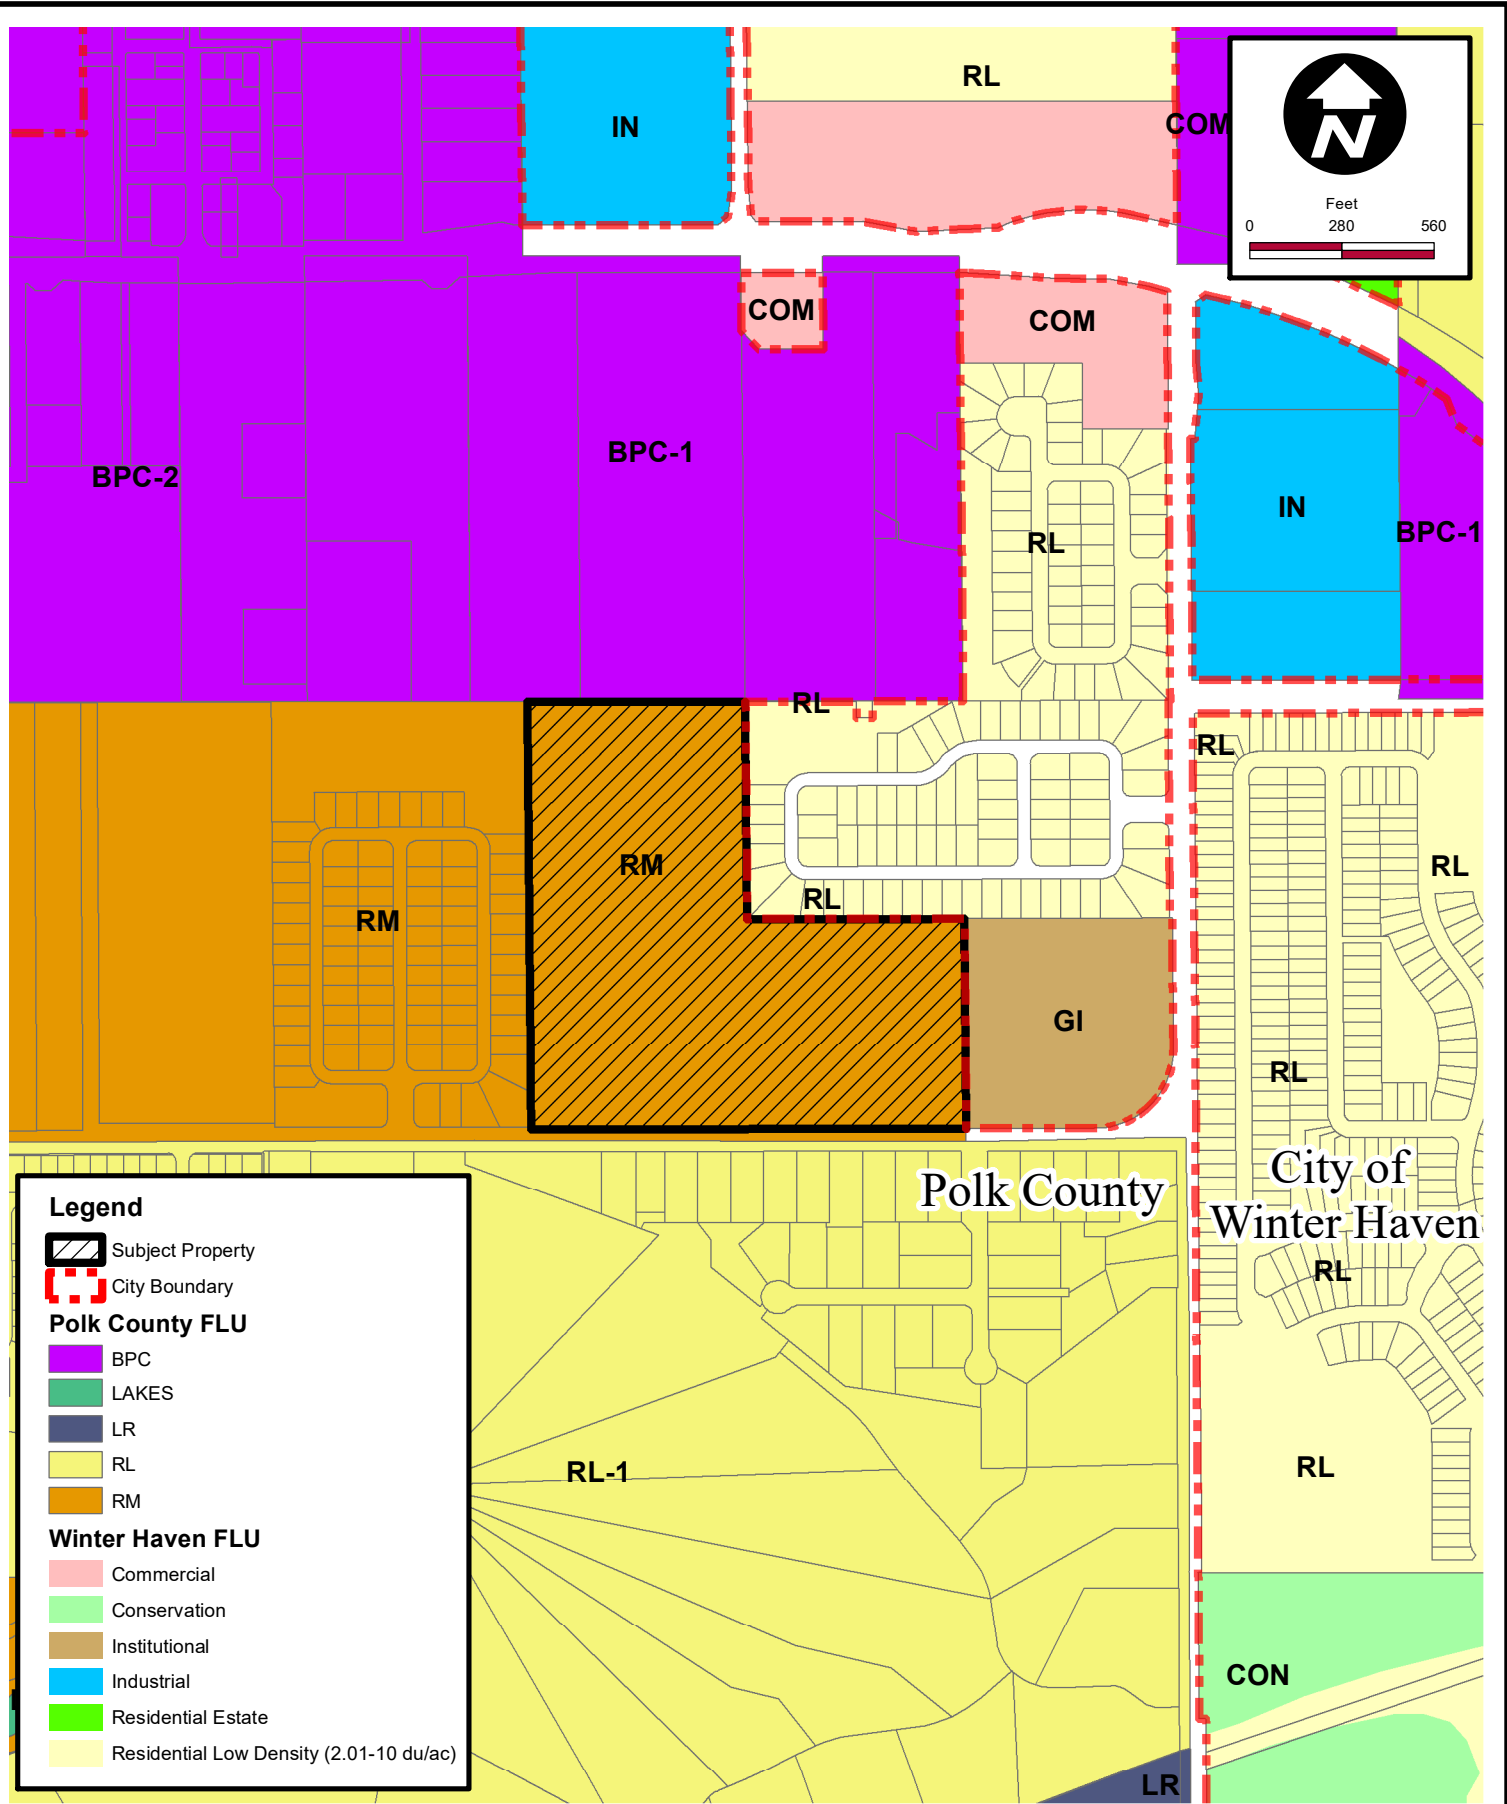 RL
IN
COM
N
Feet
0 280 560
COM
COM
BPC-1
BPC-2
RL
IN
BPC-1
RL
RL
RM
RL
RL
RM
GI
RL
Polk County
City of
Winter Haven
RL
RL-1
RL
CON
LR
Legend
Subject Property
City Boundary
Polk County FLU
BPC
LAKES
LR
RL
RM
Winter Haven FLU
Commercial
Conservation
Institutional
Industrial
Residential Estate
Residential Low Density (2.01-10 du/ac)